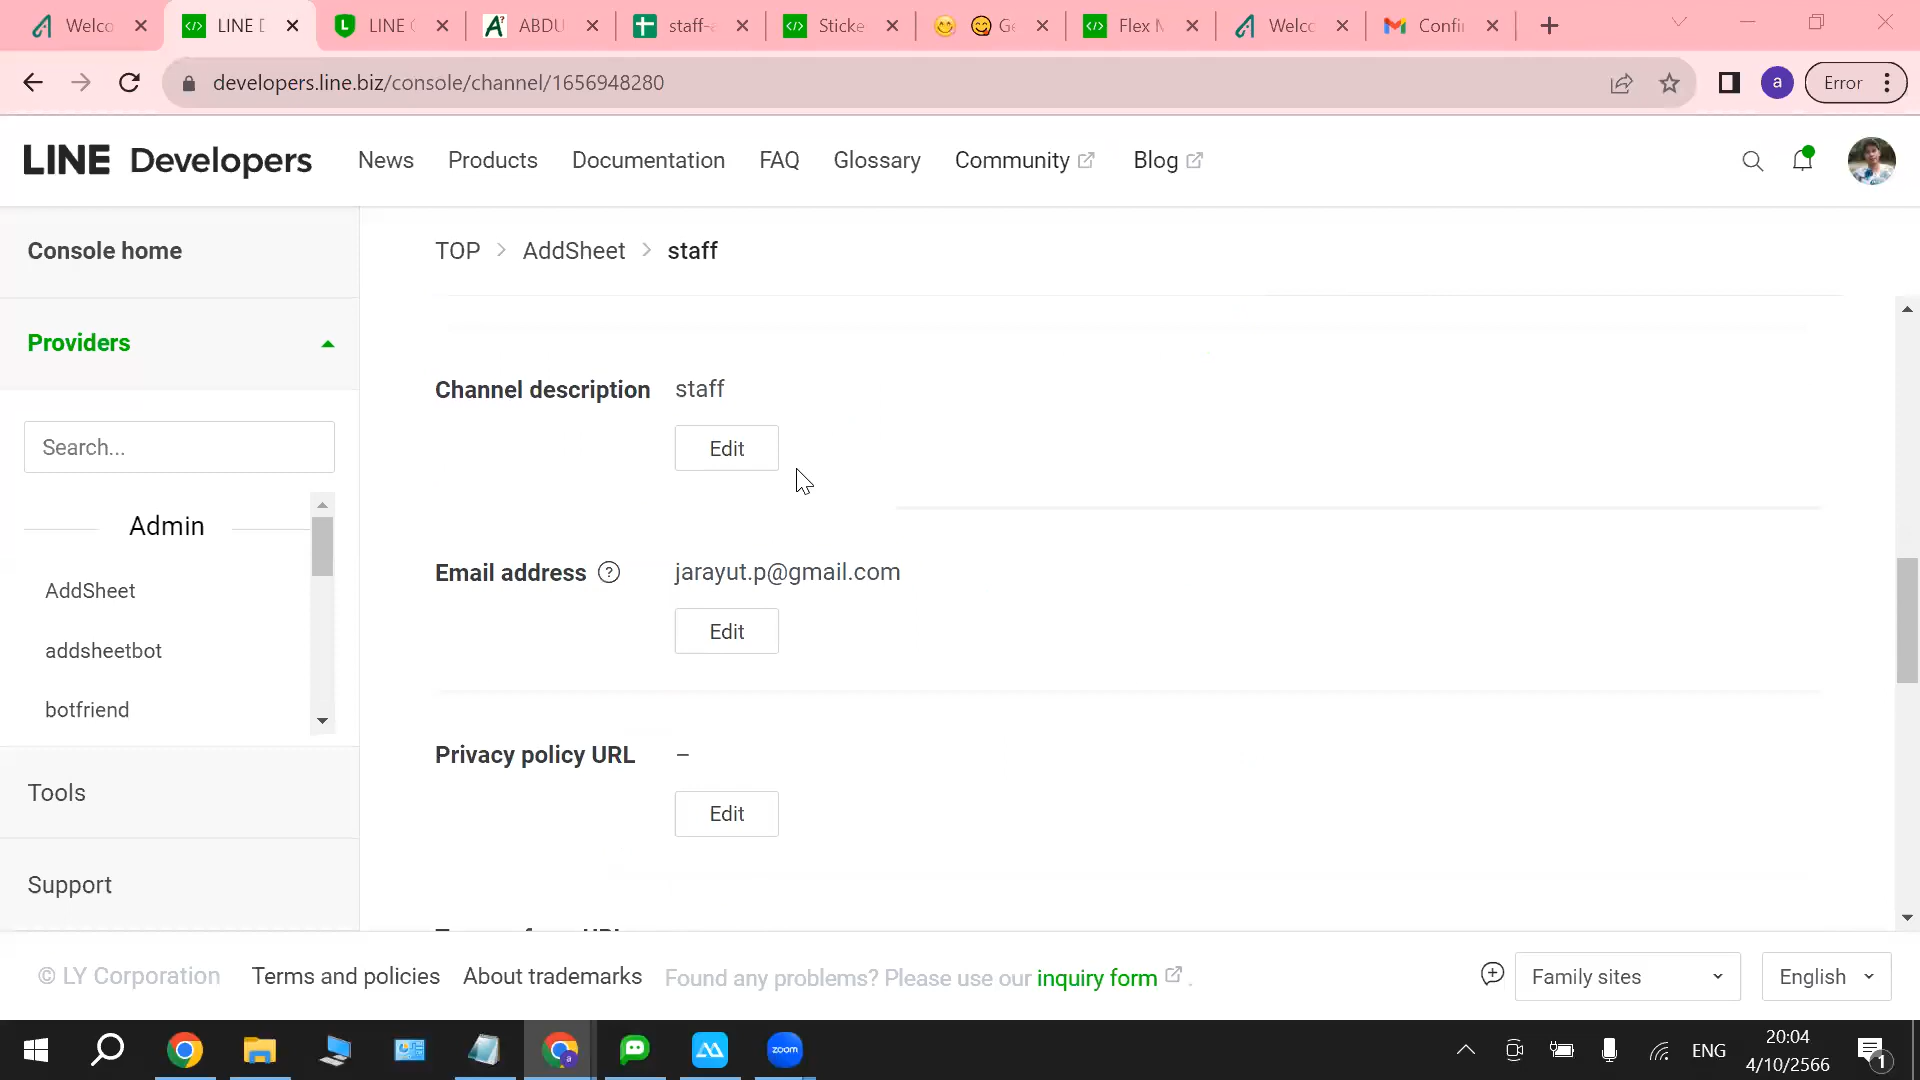 Welco
LINE D
LINE O
ABDU
staff-a
Sticke
Ge
Flex M
Welco
Confir
developers.line.biz/console/channel/1656948280
a
Error
LINE Developers
News
Products
Documentation
FAQ
Glossary
Community
Blog
Console home
Providers
Search...
Admin
AddSheet
addsheetbot
botfriend
Tools
Support
TOP > AddSheet > staff
Channel description
staff
Edit
Email address ?
jarayut.p@gmail.com
Edit
Privacy policy URL
–
Edit
© LY Corporation
Terms and policies
About trademarks
Found any problems? Please use our inquiry form .
Family sites
English
zoom
ENG
20:04
4/10/2566
1